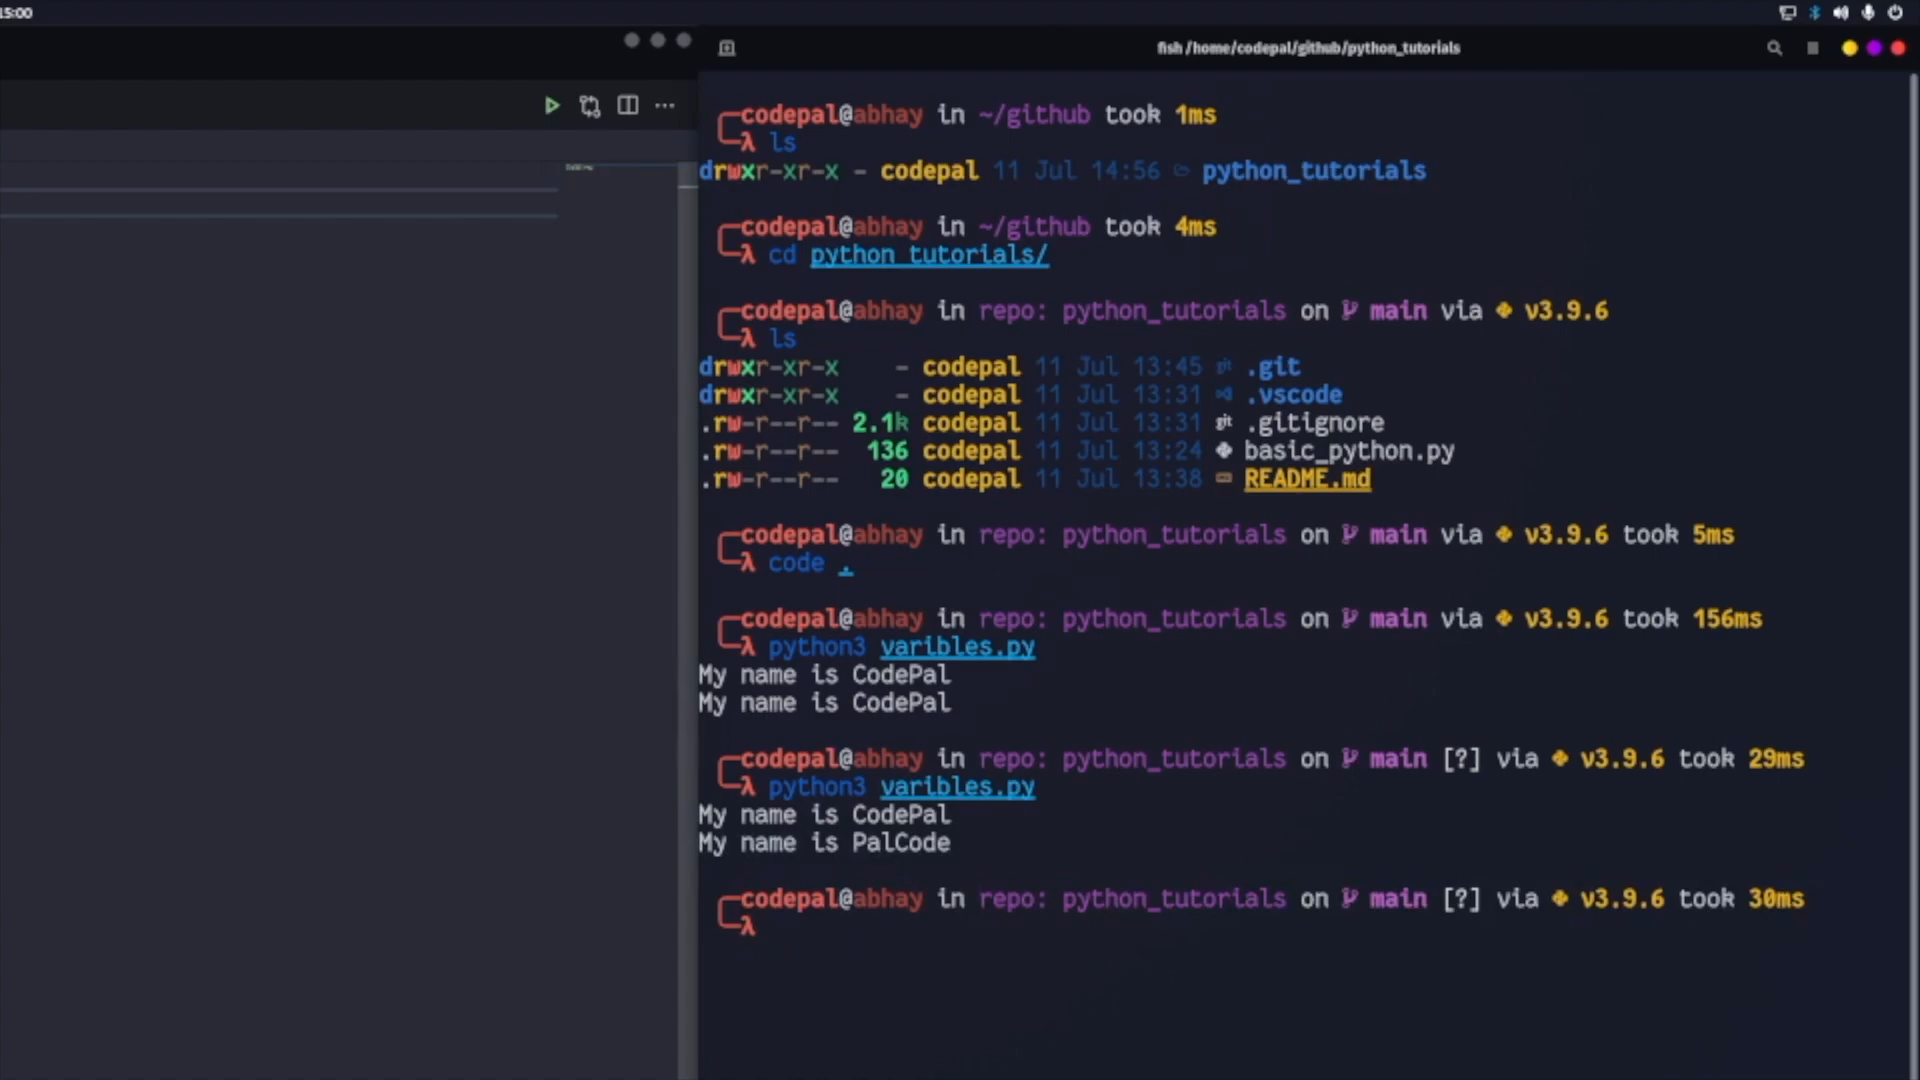 15:00
fish /home/codepal/github/python_tutorials
codepal@abhay in ~/github took 1ms
λ ls
drwxr-xr-x - codepal 11 Jul 14:56 python_tutorials
codepal@abhay in ~/github took 4ms
λ cd python_tutorials/
codepal@abhay in repo: python_tutorials on main via v3.9.6
λ ls
drwxr-xr-x - codepal 11 Jul 13:45 .git
drwxr-xr-x - codepal 11 Jul 13:31 .vscode
.rw-r--r-- 2.1k codepal 11 Jul 13:31 .gitignore
.rw-r--r-- 136 codepal 11 Jul 13:24 basic_python.py
.rw-r--r-- 20 codepal 11 Jul 13:38 README.md
codepal@abhay in repo: python_tutorials on main via v3.9.6 took 5ms
λ code .
codepal@abhay in repo: python_tutorials on main via v3.9.6 took 156ms
λ python3 varibles.py
My name is CodePal
My name is CodePal
codepal@abhay in repo: python_tutorials on main [?] via v3.9.6 took 29ms
λ python3 varibles.py
My name is CodePal
My name is PalCode
codepal@abhay in repo: python_tutorials on main [?] via v3.9.6 took 30ms
λ